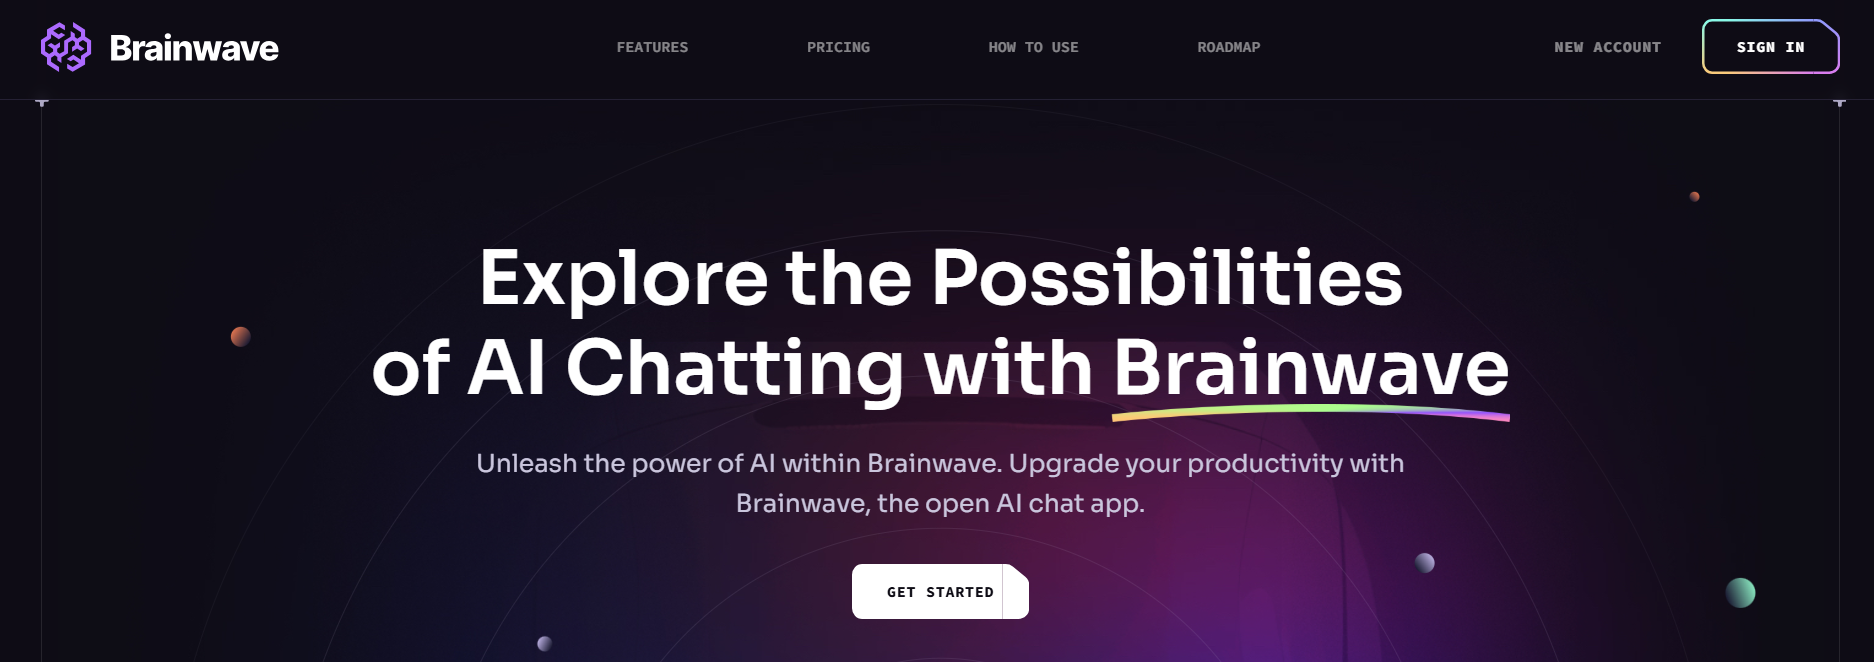 Brainwave
FEATURES
PRICING
HOW TO USE
ROADMAP
NEW ACCOUNT
SIGN IN
Explore the Possibilities
of AI Chatting with Brainwave
Unleash the power of AI within Brainwave. Upgrade your productivity with
Brainwave, the open AI chat app.
GET STARTED